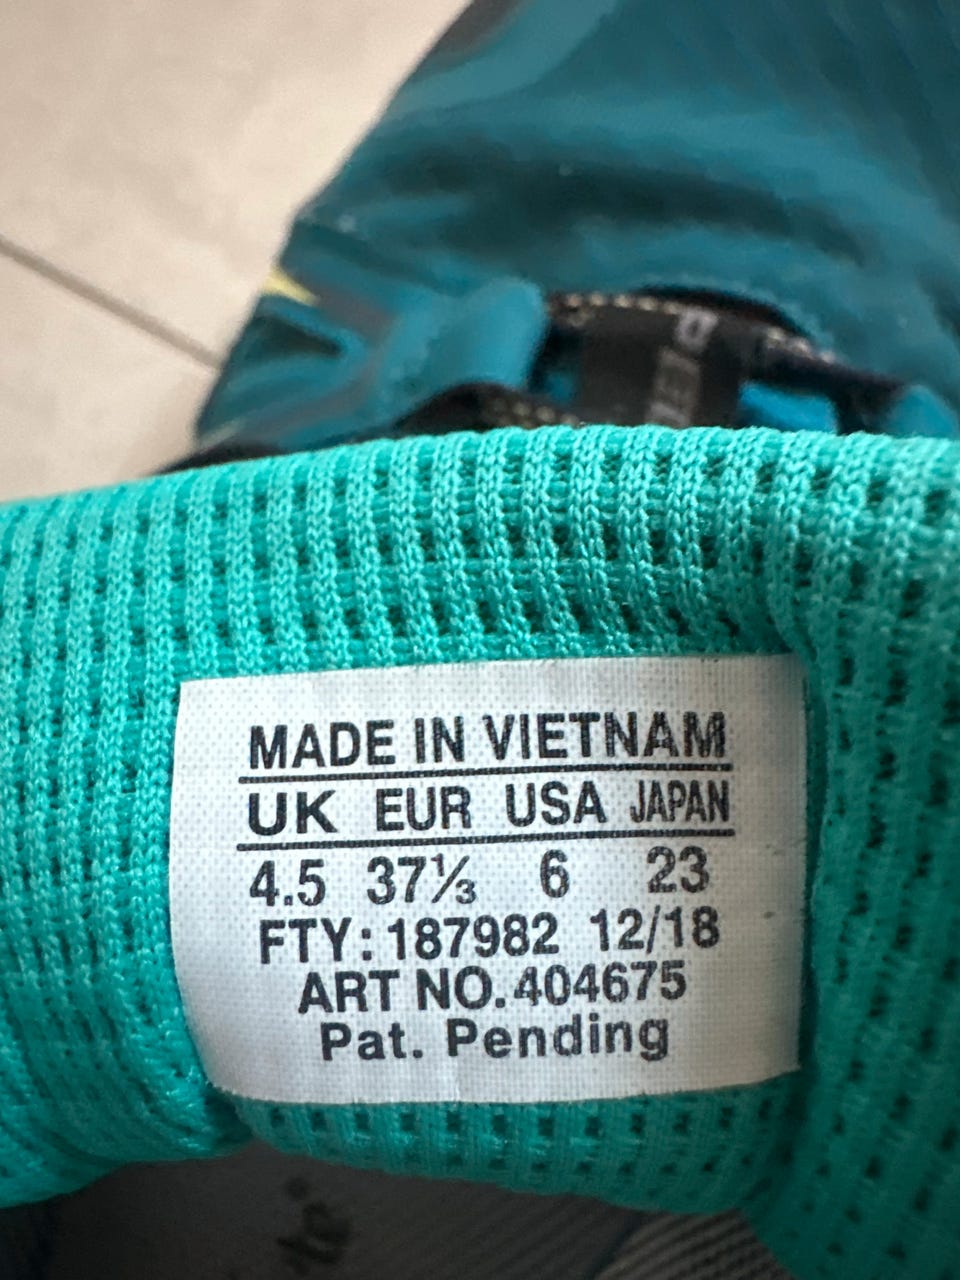 MADE IN VIETNAM
UK EUR USA JAPAN
4.5 37⅓ 6 23
FTY: 187982 12/18
ART NO. 404675
Pat. Pending